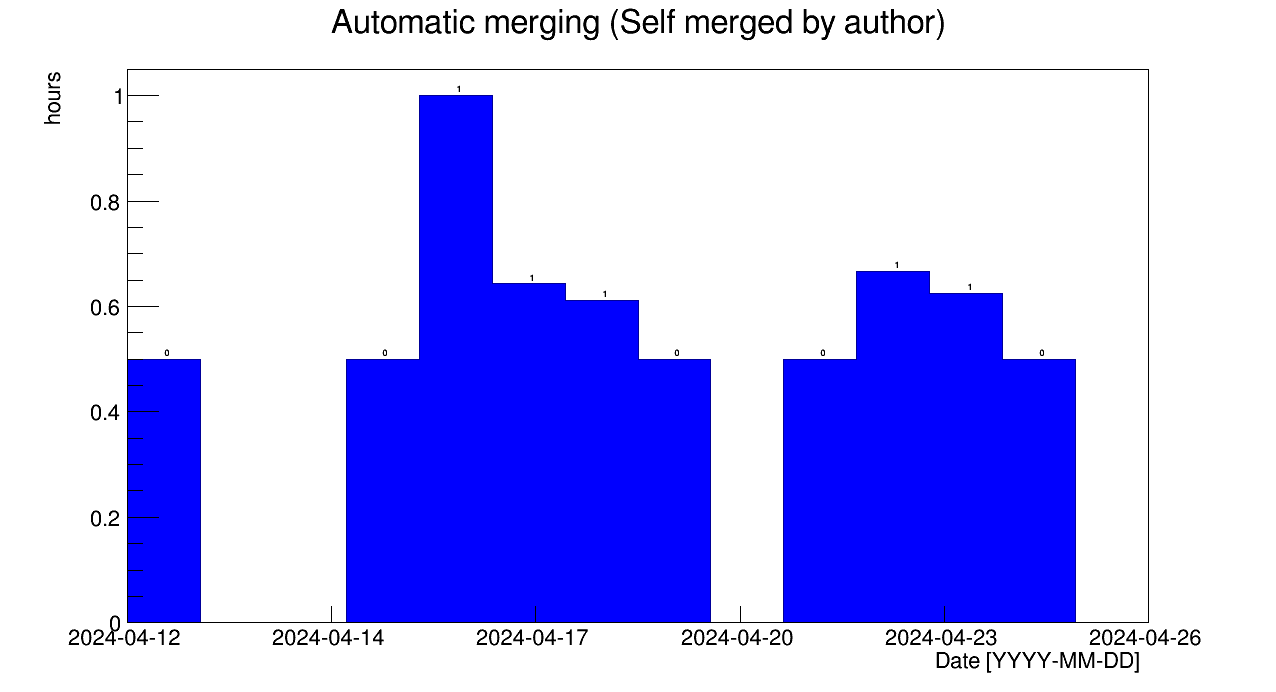 Automatic merging (Self merged by author)
hours
1
0.8
0.6
0.4
0.2
0
0 0 1 1 1 0 0 1 1 0
2024-04-12 2024-04-14 2024-04-17 2024-04-20 2024-04-23 2024-04-26
Date [YYYY-MM-DD]